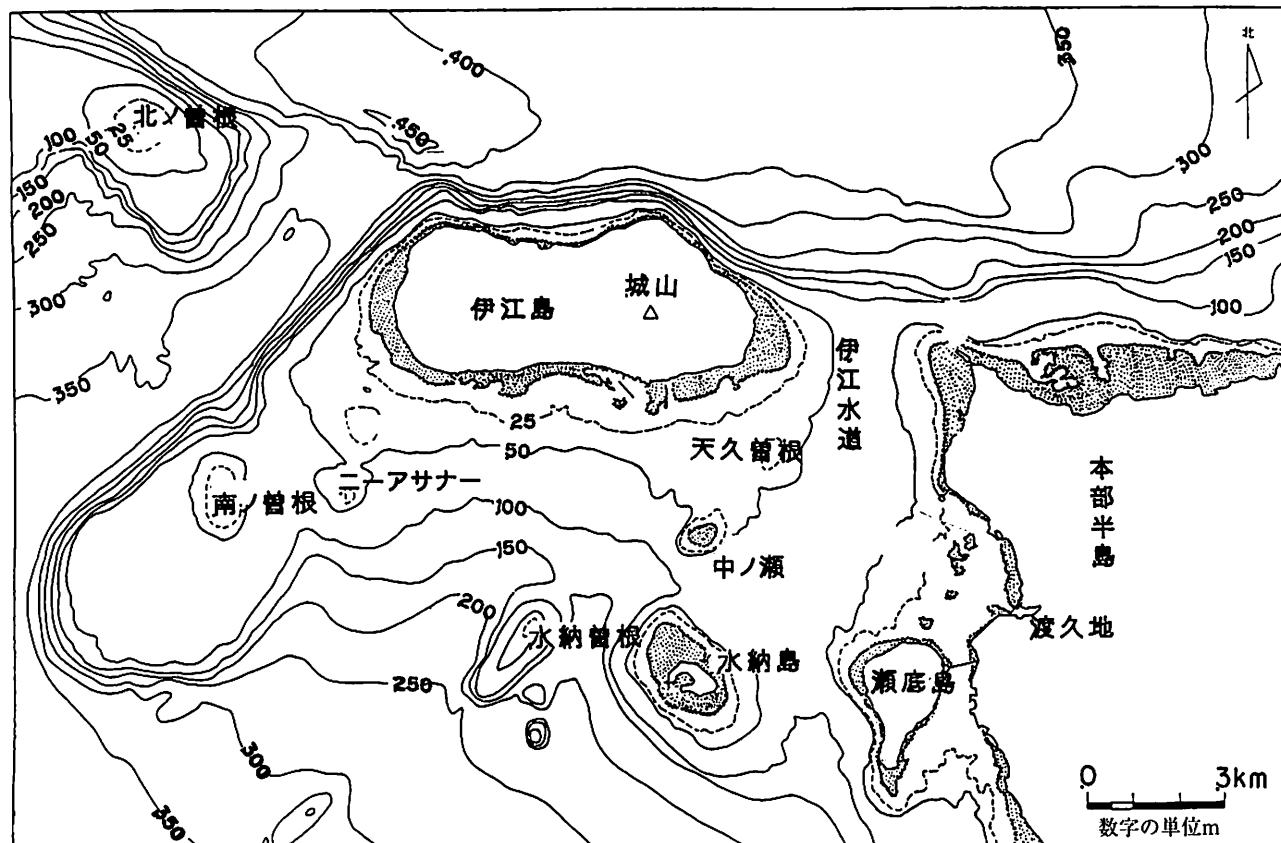 北
350
.400
.450
北ノ曽根
25
50
100
150
200
250
300
350
300
250
200
150
100
城山
伊江島
伊江水道
25
50
天久曽根
ニーアサナー
南ノ曽根
100
150
200
250
300
350
中ノ瀬
本部半島
渡久地
水納曽根
水納島
瀬底島
0 3km
数字の単位m